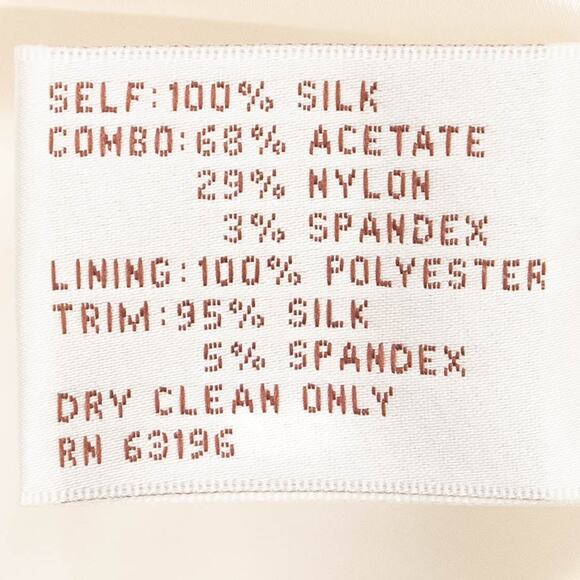 SELF:100% SILK
COMBO:68% ACETATE
29% NYLON
3% SPANDEX
LINING:100% POLYESTER
TRIM:95% SILK
5% SPANDEX
DRY CLEAN ONLY
RN 63196